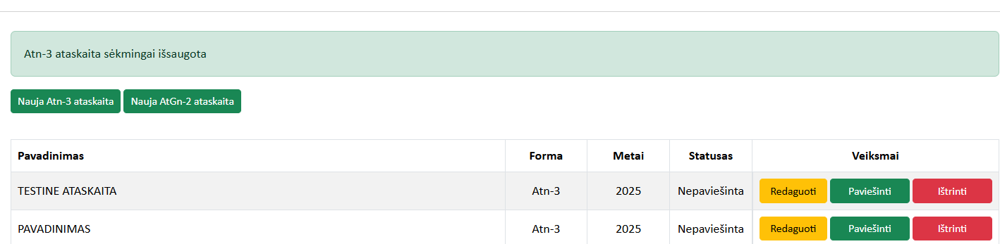 Atn-3 ataskaita sėkmingai išsaugota
Nauja Atn-3 ataskaita Nauja AtGn-2 ataskaita
Pavadinimas Forma Metai Statusas Veiksmai
TESTINE ATASKAITA Atn-3 2025 Nepaviešinta Redaguoti Paviešinti Ištrinti
PAVADINIMAS Atn-3 2025 Nepaviešinta Redaguoti Paviešinti Ištrinti